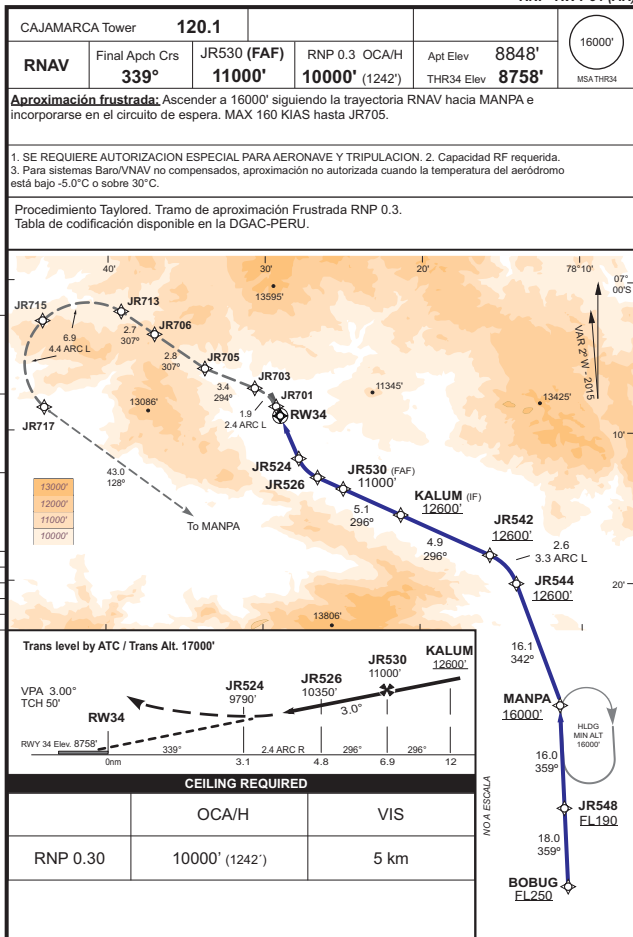 CAJAMARCA Tower 120.1
16000'
MSA THR34
RNAV
Final Apch Crs
339°
JR530 (FAF)
11000'
RNP 0.3 OCA/H
10000' (1242')
Apt Elev 8848'
THR34 Elev 8758'
Aproximación frustrada: Ascender a 16000' siguiendo la trayectoria RNAV hacia MANPA e
incorporarse en el circuito de espera. MAX 160 KIAS hasta JR705.
1. SE REQUIERE AUTORIZACION ESPECIAL PARA AERONAVE Y TRIPULACION. 2. Capacidad RF requerida.
3. Para sistemas Baro/VNAV no compensados, aproximación no autorizada cuando la temperatura del aeródromo
está bajo -5.0°C o sobre 30°C.
Procedimiento Taylored. Tramo de aproximación Frustrada RNP 0.3.
Tabla de codificación disponible en la DGAC-PERU.
40' 30' 20' 78°10'
07°
00'S
13595'
JR715
JR713
JR706
2.7
307°
6.9
4.4 ARC L
2.8
307°
JR705
3.4
294°
JR703
VAR 2º W - 2015
11345'
13425'
13086'
JR701
1.9
2.4 ARC L
RW34
JR717
10'
43.0
128°
To MANPA
JR524
JR526
JR530 (FAF)
11000'
5.1
296°
KALUM (IF)
12600'
4.9
296°
JR542
12600'
2.6
3.3 ARC L
JR544
12600'
20'
13000'
12000'
11000'
10000'
13806'
16.1
342°
MANPA
16000'
HLDG
MIN ALT
16000'
16.0
359°
JR548
FL190
18.0
359°
BOBUG
FL250
NO A ESCALA
Trans level by ATC / Trans Alt. 17000'
VPA 3.00°
TCH 50'
RW34
JR524
9790'
JR526
10350'
JR530
11000'
KALUM
12600'
3.0°
RWY 34 Elev. 8758'
339° 2.4 ARC R 296° 296°
0nm 3.1 4.8 6.9 12
CEILING REQUIRED
OCA/H VIS
RNP 0.30 10000' (1242´) 5 km